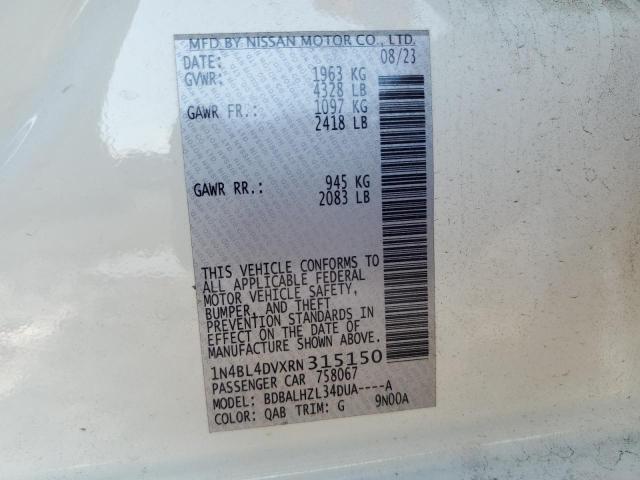 MFD BY NISSAN MOTOR CO., LTD.
DATE: 08/23
GVWR: 1963 KG
4328 LB
GAWR FR.: 1097 KG
2418 LB
GAWR RR.: 945 KG
2083 LB
THIS VEHICLE CONFORMS TO
ALL APPLICABLE FEDERAL
MOTOR VEHICLE SAFETY,
BUMPER, AND THEFT
PREVENTION STANDARDS IN
EFFECT ON THE DATE OF
MANUFACTURE SHOWN ABOVE.
1N4BL4DVXRN315150
PASSENGER CAR 758067
MODEL: BDBALHZL34DUA----A
COLOR: QAB TRIM: G 9N00A